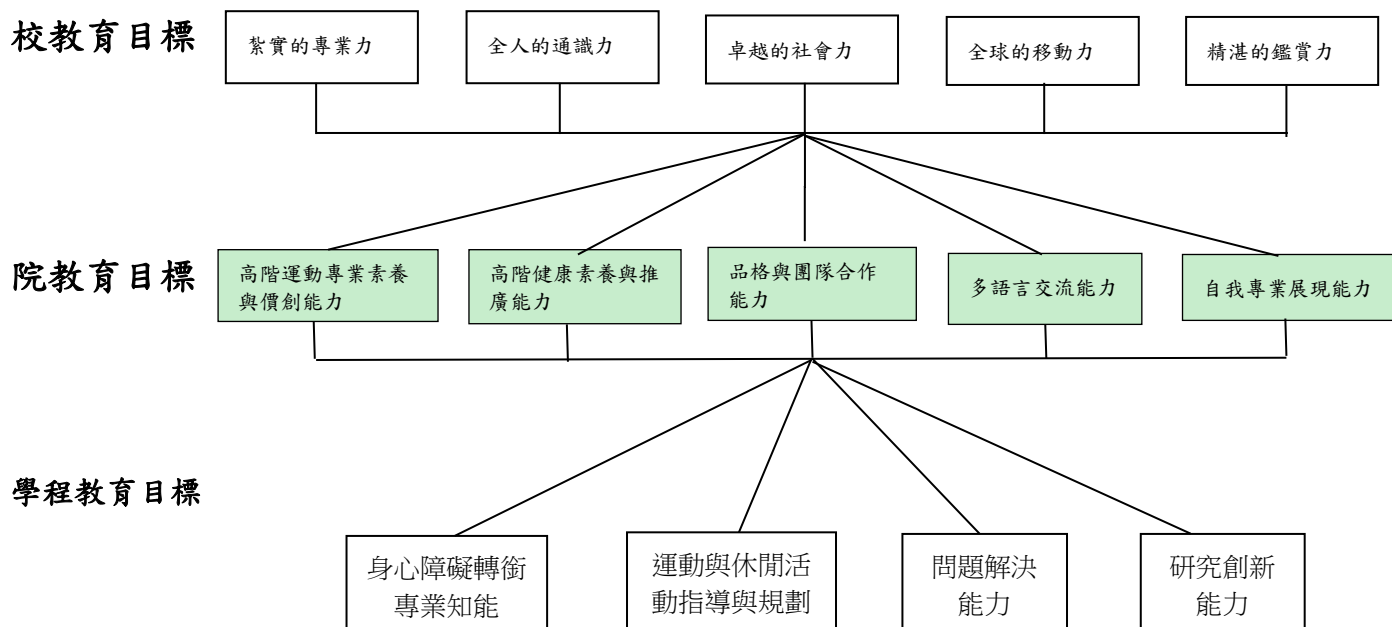 校教育目標
紮實的專業力
全人的通識力
卓越的社會力
全球的移動力
精湛的鑑賞力
院教育目標
高階運動專業素養
與價創能力
高階健康素養與推
廣能力
品格與團隊合作
能力
多語言交流能力
自我專業展現能力
學程教育目標
身心障礙轉銜
專業知能
運動與休閒活
動指導與規劃
問題解決
能力
研究創新
能力